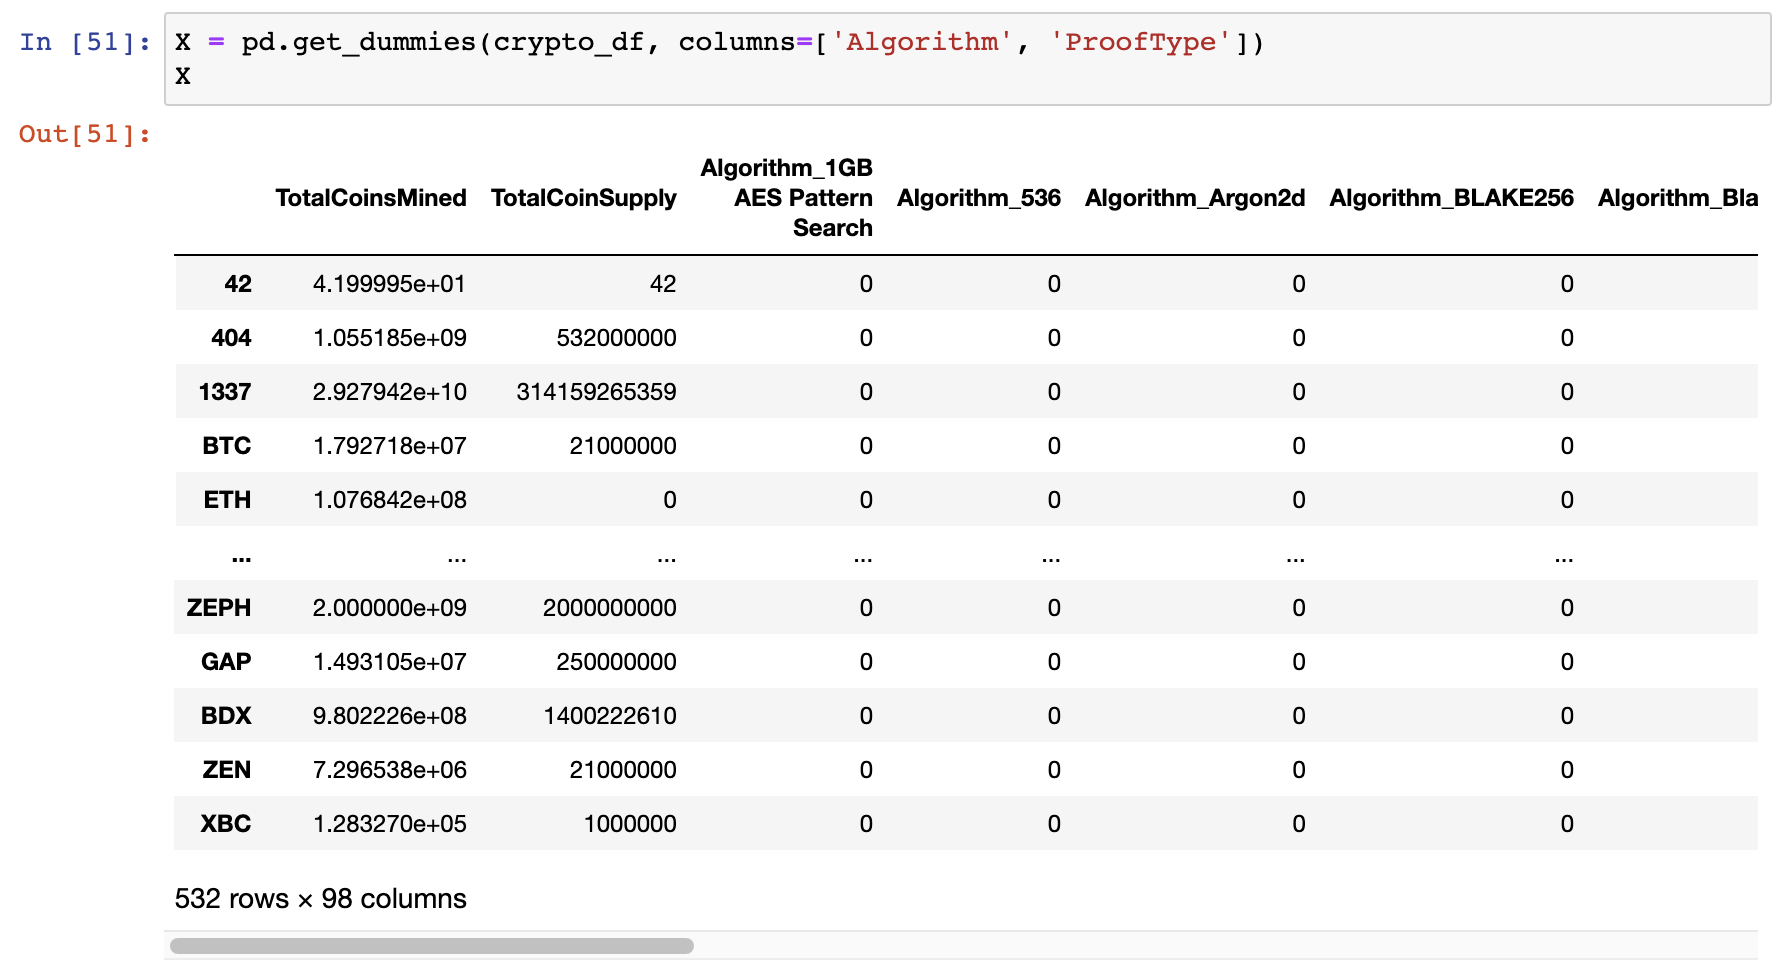 In [51]: X = pd.get_dummies(crypto_df, columns=['Algorithm', 'ProofType'])
X
Out[51]:
TotalCoinsMined TotalCoinSupply Algorithm_1GB AES Pattern Search Algorithm_536 Algorithm_Argon2d Algorithm_BLAKE256 Algorithm_Bla
42 4.199995e+01 42 0 0 0 0
404 1.055185e+09 532000000 0 0 0 0
1337 2.927942e+10 314159265359 0 0 0 0
BTC 1.792718e+07 21000000 0 0 0 0
ETH 1.076842e+08 0 0 0 0 0
... ... ... ... ... ... ...
ZEPH 2.000000e+09 2000000000 0 0 0 0
GAP 1.493105e+07 250000000 0 0 0 0
BDX 9.802226e+08 1400222610 0 0 0 0
ZEN 7.296538e+06 21000000 0 0 0 0
XBC 1.283270e+05 1000000 0 0 0 0
532 rows × 98 columns